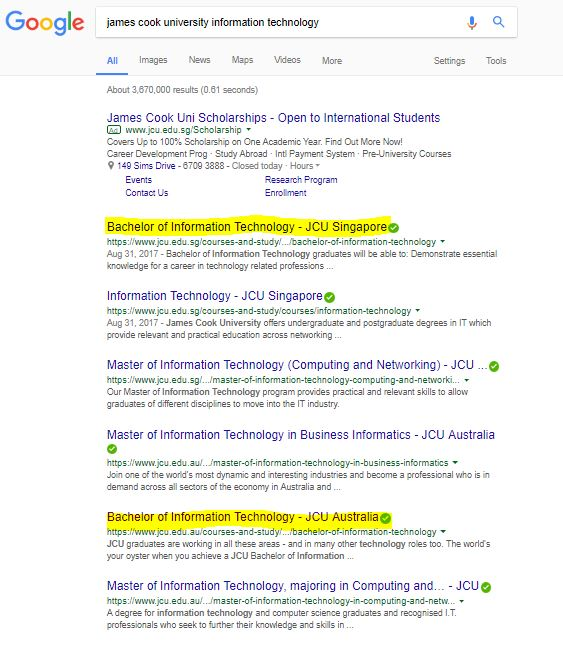 Google
james cook university information technology
All Images News Maps Videos More Settings Tools
About 3,670,000 results (0.61 seconds)
James Cook Uni Scholarships - Open to International Students
Ad www.jcu.edu.sg/Scholarship
Covers Up to 100% Scholarship on One Academic Year. Find Out More Now!
Career Development Prog · Study Abroad · Intl Payment System · Pre-University Courses
149 Sims Drive - 6709 3888 - Closed today · Hours
Events Research Program
Contact Us Enrollment
Bachelor of Information Technology - JCU Singapore
https://www.jcu.edu.sg/courses-and-study/.../bachelor-of-information-technology
Aug 31, 2017 - Bachelor of Information Technology graduates will be able to: Demonstrate essential
knowledge for a career in technology related professions ...
Information Technology - JCU Singapore
https://www.jcu.edu.sg/courses-and-study/courses/information-technology
Aug 31, 2017 - James Cook University offers undergraduate and postgraduate degrees in IT which
provide relevant and practical education across networking ...
Master of Information Technology (Computing and Networking) - JCU ...
https://www.jcu.edu.sg/.../master-of-information-technology-computing-and-networki...
Our Master of Information Technology program provides practical and relevant skills to allow
graduates of different disciplines to move into the IT industry.
Master of Information Technology in Business Informatics - JCU Australia
https://www.jcu.edu.au/.../master-of-information-technology-in-business-informatics
Join one of the world's most dynamic and interesting industries and become a professional who is in
demand across all sectors of the economy in Australia and ...
Bachelor of Information Technology - JCU Australia
https://www.jcu.edu.au/courses-and-study/.../bachelor-of-information-technology
JCU graduates are working in all these areas - and in many other technology roles too. The world's
your oyster when you achieve a JCU Bachelor of Information ...
Master of Information Technology, majoring in Computing and... - JCU
https://www.jcu.edu.au/.../master-of-information-technology-in-computing-and-netw...
A degree for information technology and computer science graduates and recognised I.T.
professionals who seek to further their knowledge and skills in ...